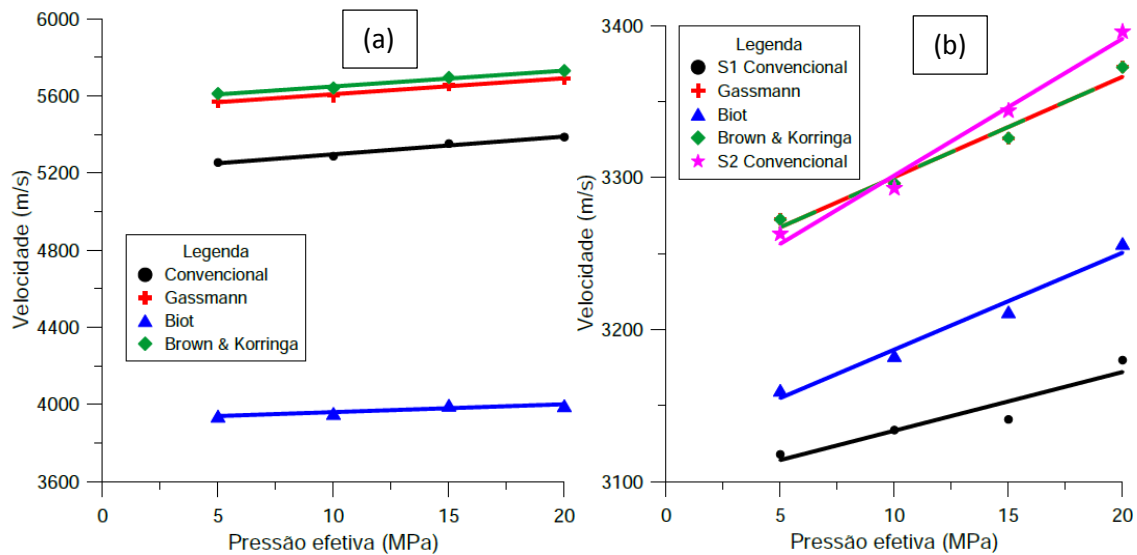 (a)
6000
5600
5200
4800
4400
4000
3600
Velocidade (m/s)
Legenda
Convencional
Gassmann
Biot
Brown & Korringa
0
5
10
15
20
Pressão efetiva (MPa)
(b)
3400
3300
3200
3100
Velocidade (m/s)
Legenda
S1 Convencional
Gassmann
Biot
Brown & Korringa
S2 Convencional
0
5
10
15
20
Pressão efetiva (MPa)